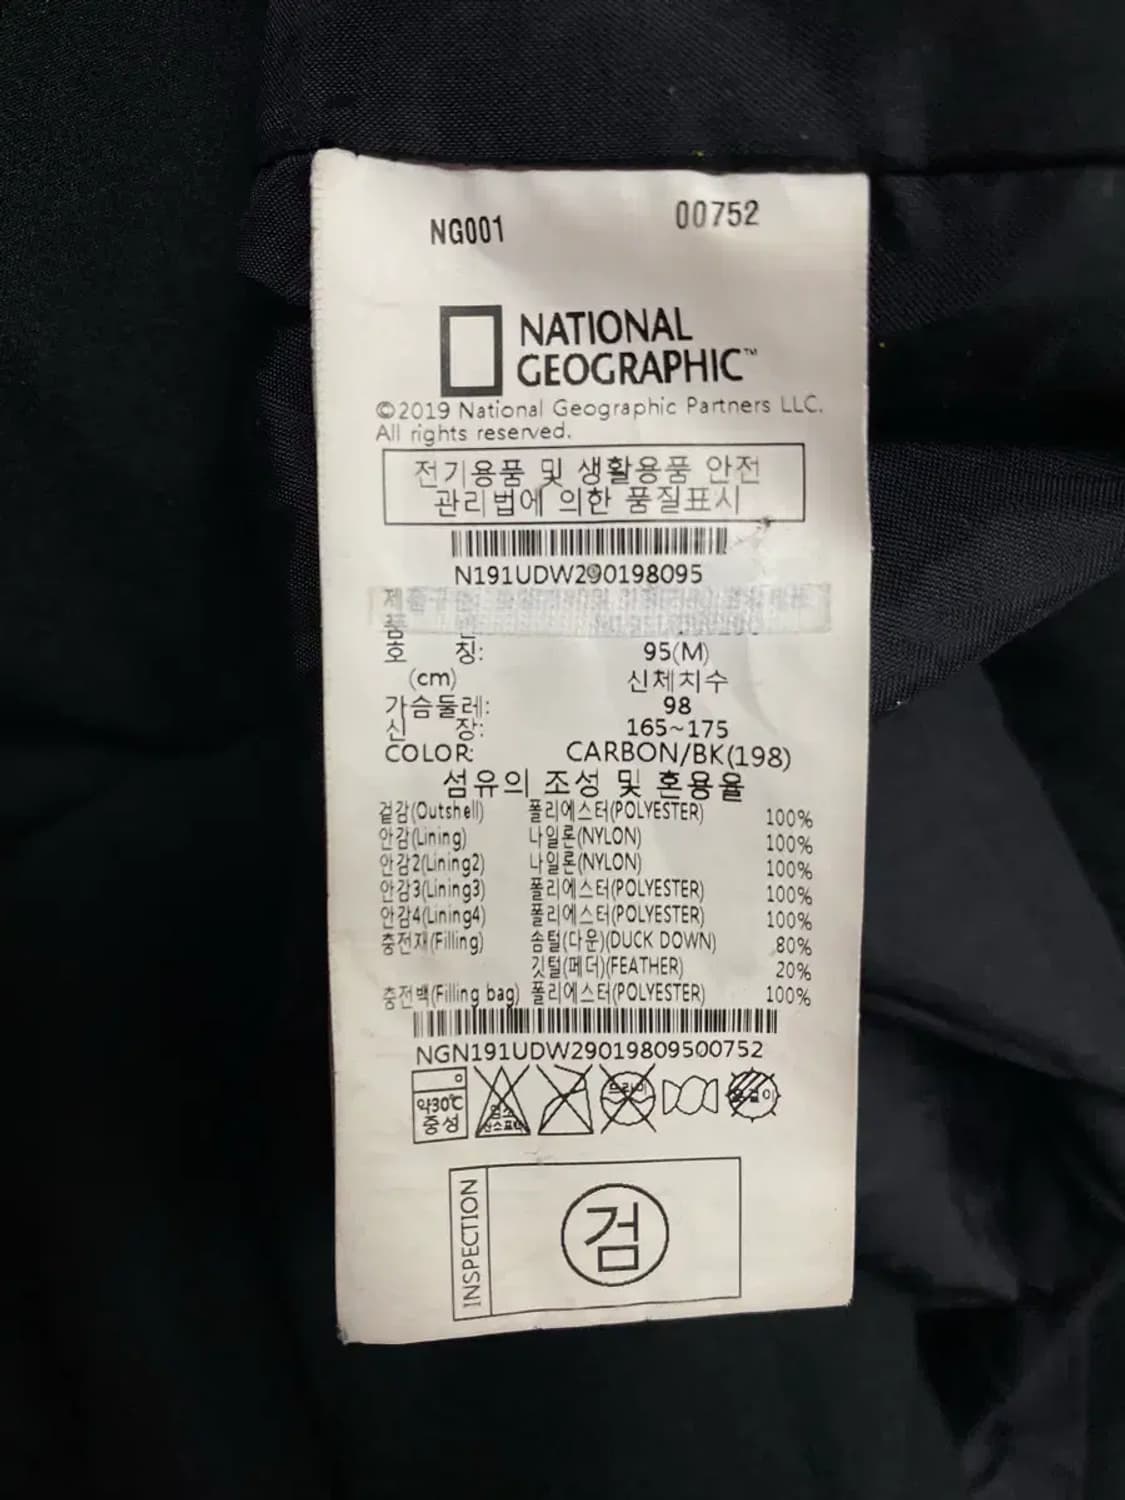 NG001 00752
NATIONAL
GEOGRAPHIC™
©2019 National Geographic Partners LLC.
All rights reserved.
전기용품 및 생활용품 안전
관리법에 의한 품질표시
N191UDW290198095
호 칭: 95(M)
(cm) 신체치수
가슴둘레: 98
신 장: 165~175
COLOR: CARBON/BK(198)
섬유의 조성 및 혼용율
겉감(Outshell) 폴리에스터(POLYESTER) 100%
안감(Lining) 나일론(NYLON) 100%
안감2(Lining2) 나일론(NYLON) 100%
안감3(Lining3) 폴리에스터(POLYESTER) 100%
안감4(Lining4) 폴리에스터(POLYESTER) 100%
충전재(Filling) 솜털(다운)(DUCK DOWN) 80%
깃털(페더)(FEATHER) 20%
충전백(Filling bag) 폴리에스터(POLYESTER) 100%
NGN191UDW29019809500752
약30℃
중성
드라이
INSPECTION
검